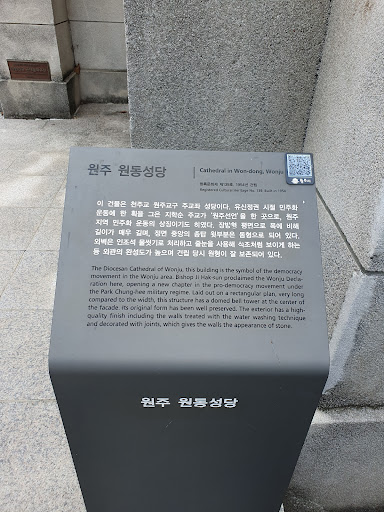 원주 원동성당
Cathedral in Won-dong, Wonju
등록문화재 제139호, 1954년 건립
Registered Cultural Heritage No. 139, Built in 1954
이 건물은 천주교 원주교구 주교좌 성당이다. 유신정권 시절 민주화
운동에 한 획을 그은 지학순 주교가 '원주선언'을 한 곳으로, 원주
지역 민주화 운동의 상징이기도 하였다. 장방형 평면으로 폭에 비해
길이가 매우 길며, 정면 중앙의 종탑 윗부분은 돔형으로 되어 있다.
외벽은 인조석 물씻기로 처리하고 줄눈을 사용해 석조처럼 보이게 하는
등 외관의 완성도가 높으며 건립 당시 원형이 잘 보존되어 있다.
The Diocesan Cathedral of Wonju, this building is the symbol of the democracy
movement in the Wonju area. Bishop Ji Hak-sun proclaimed the Wonju Decla-
ration here, opening a new chapter in the pro-democracy movement under
the Park Chung-hee military regime. Laid out on a rectangular plan, very long
compared to the width, this structure has a domed bell tower at the center of
the facade. Its original form has been well preserved. The exterior has a high-
quality finish including the walls treated with the water washing technique
and decorated with joints, which gives the walls the appearance of stone.
원주 원동성당